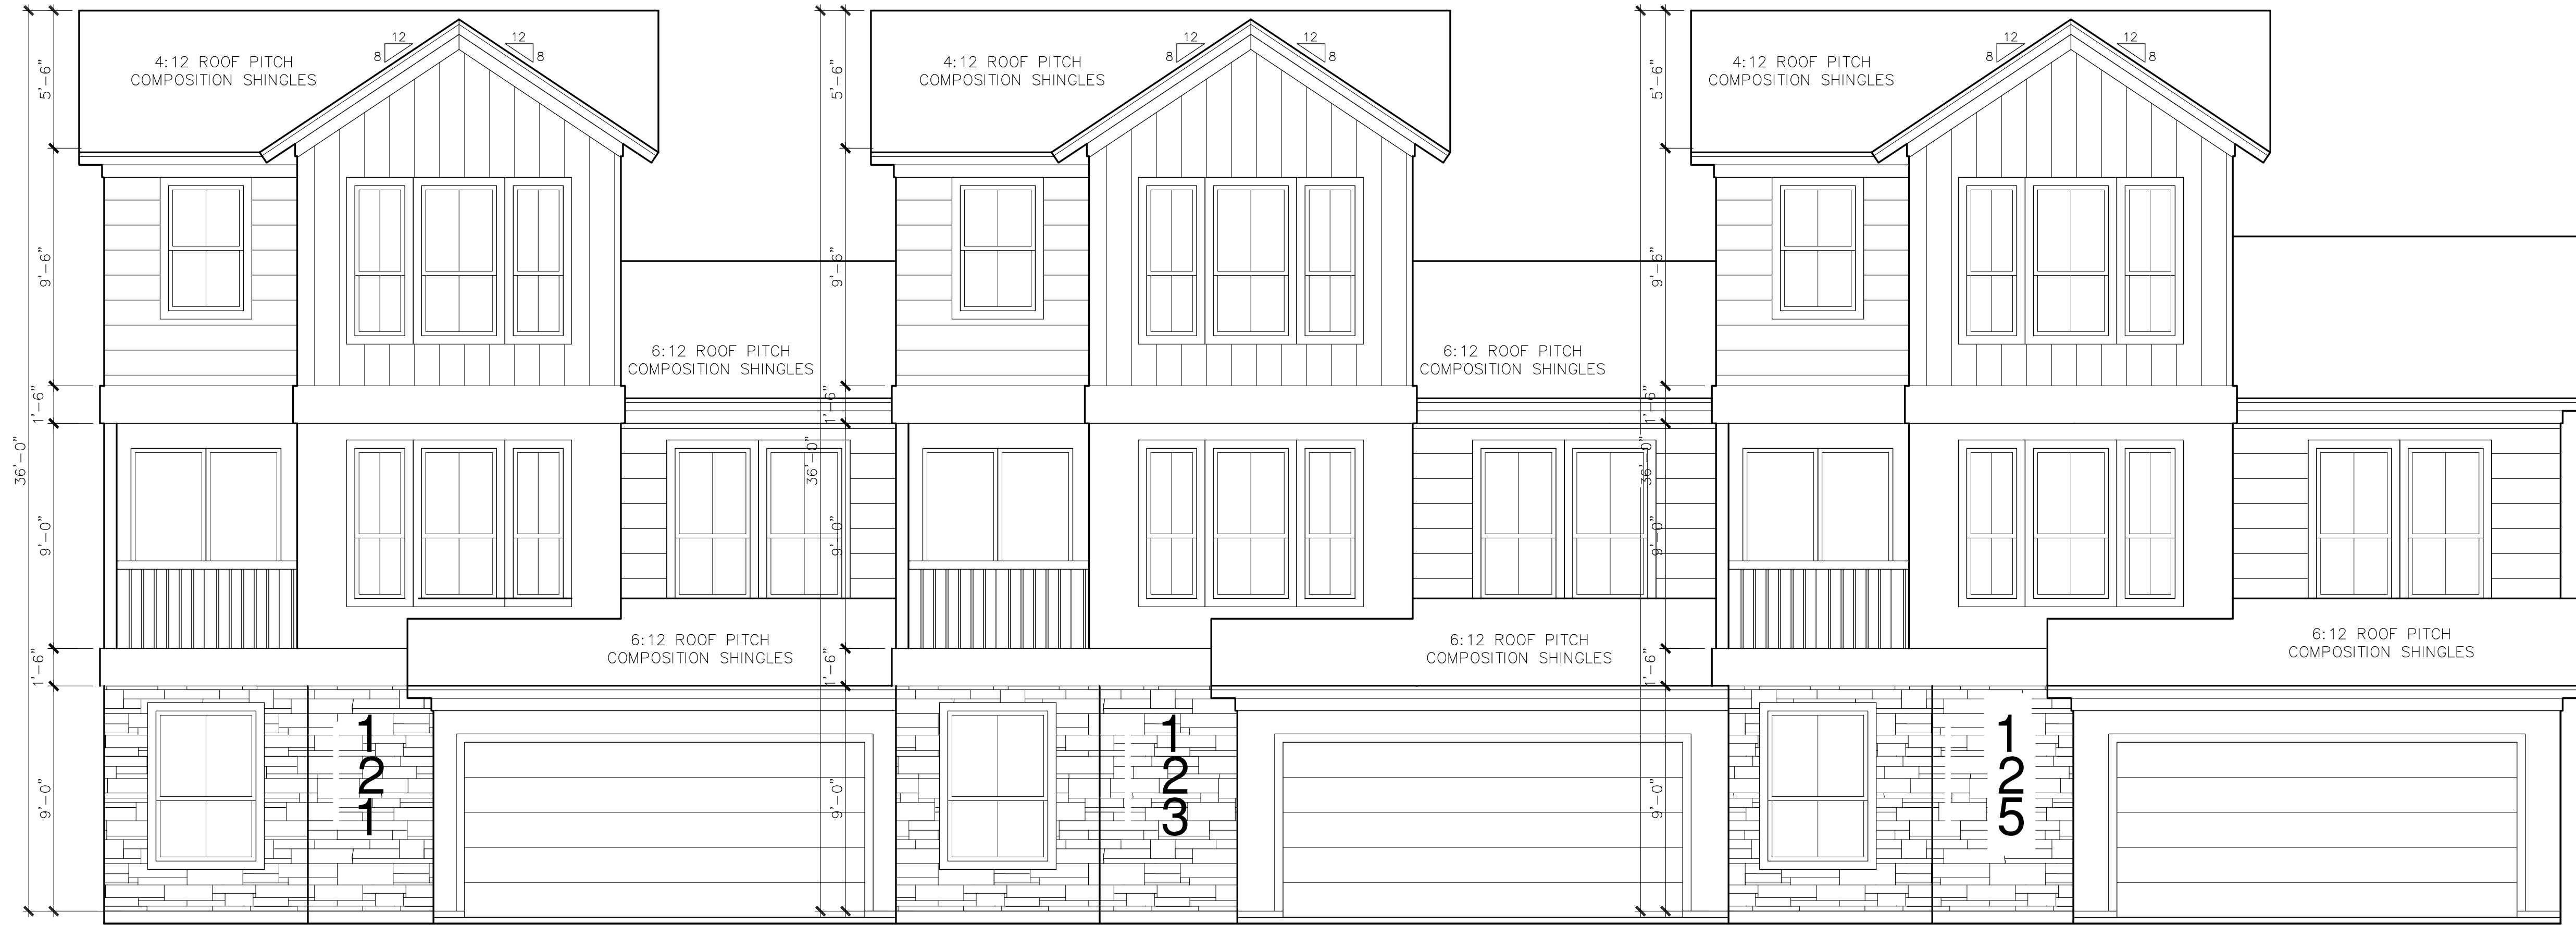 12
8
12
8
4:12 ROOF PITCH
COMPOSITION SHINGLES
12
8
12
8
4:12 ROOF PITCH
COMPOSITION SHINGLES
12
8
12
8
4:12 ROOF PITCH
COMPOSITION SHINGLES
5'-6"
9'-6"
1'-6"
9'-0"
1'-6"
9'-0"
36'-0"
5'-6"
9'-6"
1'-6"
9'-0"
1'-6"
9'-0"
36'-0"
5'-6"
9'-6"
1'-6"
9'-0"
1'-6"
9'-0"
36'-0"
6:12 ROOF PITCH
COMPOSITION SHINGLES
6:12 ROOF PITCH
COMPOSITION SHINGLES
6:12 ROOF PITCH
COMPOSITION SHINGLES
6:12 ROOF PITCH
COMPOSITION SHINGLES
6:12 ROOF PITCH
COMPOSITION SHINGLES
1
2
1
1
2
3
1
2
5